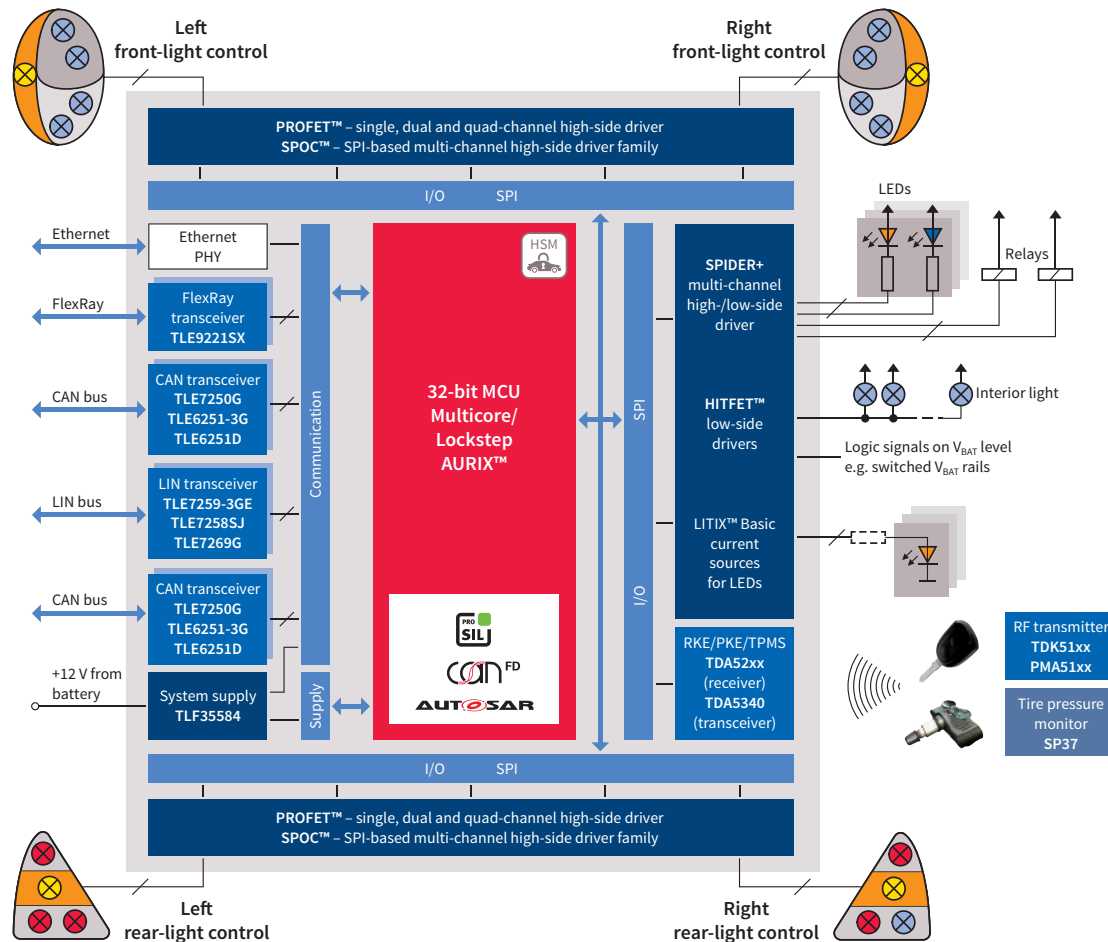 Left
front-light control
Right
front-light control
PROFET™ – single, dual and quad-channel high-side driver
SPOC™ – SPI-based multi-channel high-side driver family
I/O SPI
Ethernet
Ethernet
PHY
FlexRay
FlexRay
transceiver
TLE9221SX
CAN bus
CAN transceiver
TLE7250G
TLE6251-3G
TLE6251D
LIN bus
LIN transceiver
TLE7259-3GE
TLE7258SJ
TLE7269G
CAN bus
CAN transceiver
TLE7250G
TLE6251-3G
TLE6251D
+12 V from
battery
System supply
TLF35584
Communication
Supply
HSM
32-bit MCU
Multicore/
Lockstep
AURIX™
PRO
SIL
CAN FD
AUTOSAR
SPI
I/O
SPIDER+
multi-channel
high-/low-side
driver
HITFET™
low-side
drivers
LITIX™ Basic
current
sources
for LEDs
RKE/PKE/TPMS
TDA52xx
(receiver)
TDA5340
(transceiver)
LEDs
Relays
Interior light
Logic signals on VBAT level
e.g. switched VBAT rails
RF transmitter
TDK51xx
PMA51xx
Tire pressure
monitor
SP37
I/O SPI
PROFET™ – single, dual and quad-channel high-side driver
SPOC™ – SPI-based multi-channel high-side driver family
Left
rear-light control
Right
rear-light control